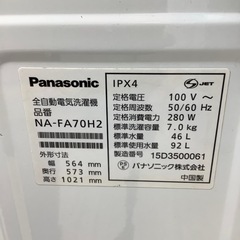 Panasonic
全自動電気洗濯機
品番
NA-FA70H2
外形寸法
幅 564 mm
奥行 573 mm
高さ 1021 mm
IPX4
S JET
定格電圧 100 V～
定格周波数 50/60 Hz
定格消費電力 280 W
標準洗濯容量 7.0 kg
標準水量 46 L
標準使用水量 92 L
製造番号 15D3500061
パナソニック株式会社
中国製